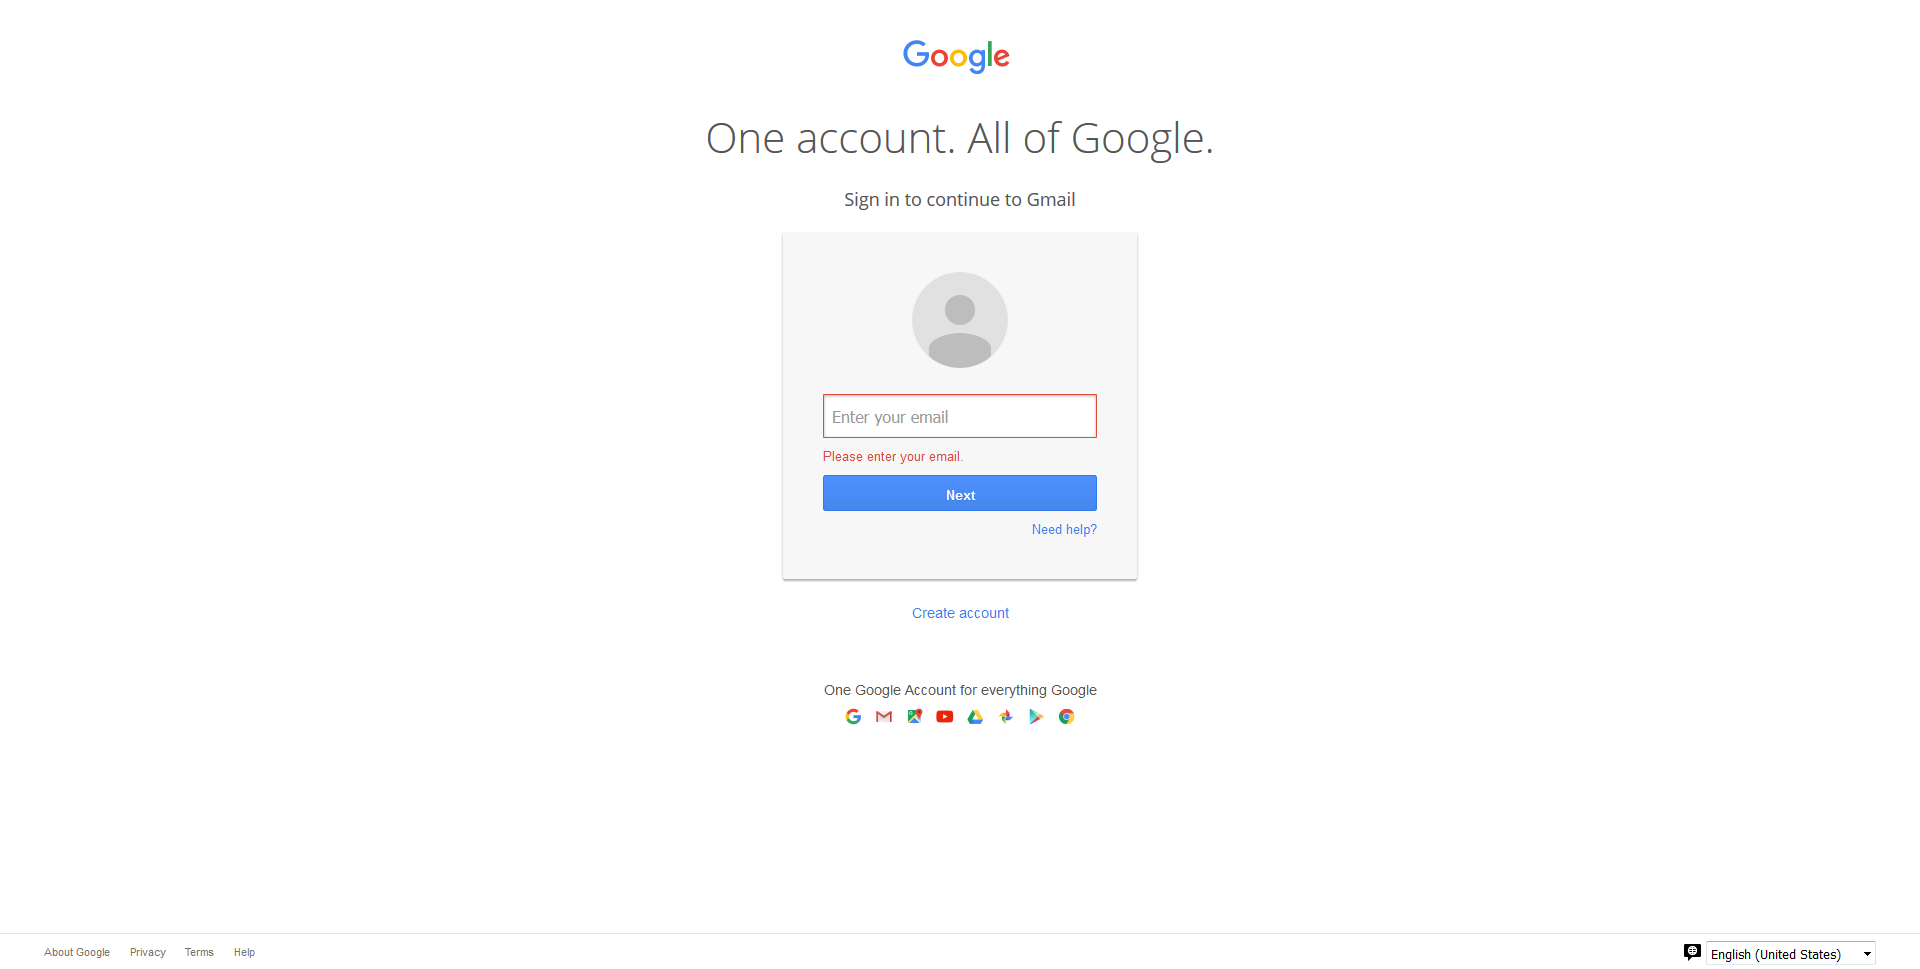 Google
One account. All of Google.
Sign in to continue to Gmail
Enter your email
Please enter your email.
Next
Need help?
Create account
One Google Account for everything Google
About Google Privacy Terms Help English (United States)